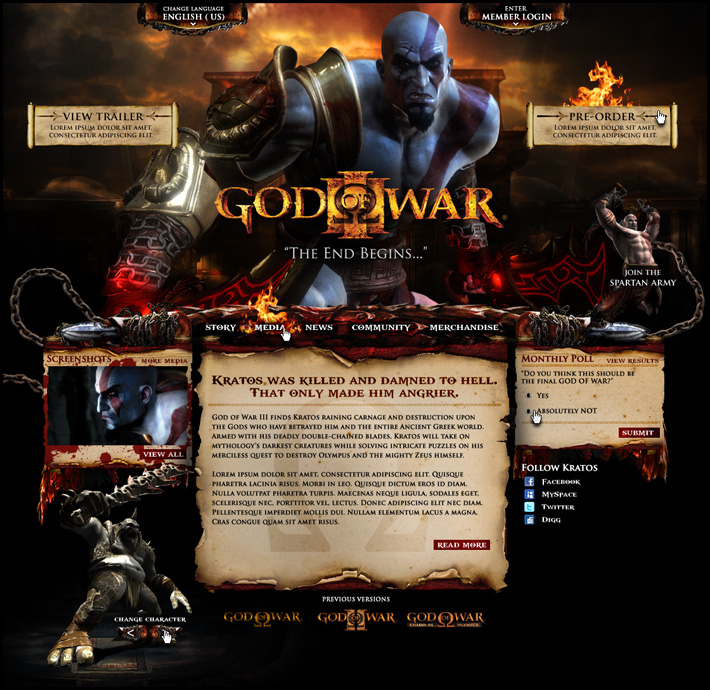 CHANGE LANGUAGE
ENGLISH ( US)
ENTER
MEMBER LOGIN
VIEW TRAILER
LOREM IPSUM DOLOR SIT AMET,
CONSECTETUR ADIPISCING ELIT.
PRE-ORDER
LOREM IPSUM DOLOR SIT AMET,
CONSECTETUR ADIPISCING ELIT.
GOD OF WAR
"THE END BEGINS..."
JOIN THE
SPARTAN ARMY
STORY MEDIA NEWS COMMUNITY MERCHANDISE
SCREENSHOTS MORE MEDIA
VIEW ALL
KRATOS WAS KILLED AND DAMNED TO HELL.
THAT ONLY MADE HIM ANGRIER.
GOD OF WAR III FINDS KRATOS RAINING CARNAGE AND DESTRUCTION UPON
THE GODS WHO HAVE BETRAYED HIM AND THE ENTIRE ANCIENT GREEK WORLD.
ARMED WITH HIS DEADLY DOUBLE-CHAINED BLADES, KRATOS WILL TAKE ON
MYTHOLOGY'S DARKEST CREATURES WHILE SOLVING INTRICATE PUZZLES ON HIS
MERCILESS QUEST TO DESTROY OLYMPUS AND THE MIGHTY ZEUS HIMSELF.
LOREM IPSUM DOLOR SIT AMET, CONSECTETUR ADIPISCING ELIT. QUISQUE
PHARETRA LACINIA RISUS. MORBI IN LEO. QUISQUE DICTUM EROS ID DIAM.
NULLA VOLUTPAT PHARETRA TURPIS. MAECENAS NEQUE LIGULA, SODALES EGET,
SCELERISQUE NEC, PORTTITOR VEL, LECTUS. DONEC ADIPISCING ELIT NEC DIAM.
PELLENTESQUE IMPERDIET MOLLIS DUI. NULLAM ELEMENTUM LACUS A MAGNA.
CRAS CONGUE QUAM SIT AMET RISUS.
READ MORE
MONTHLY POLL VIEW RESULTS
"DO YOU THINK THIS SHOULD BE
THE FINAL GOD OF WAR?"
YES
ABSOLUTELY NOT
SUBMIT
FOLLOW KRATOS
FACEBOOK
MYSPACE
TWITTER
DIGG
CHANGE CHARACTER
PREVIOUS VERSIONS
GOD OF WAR
GOD OF WAR
GOD OF WAR